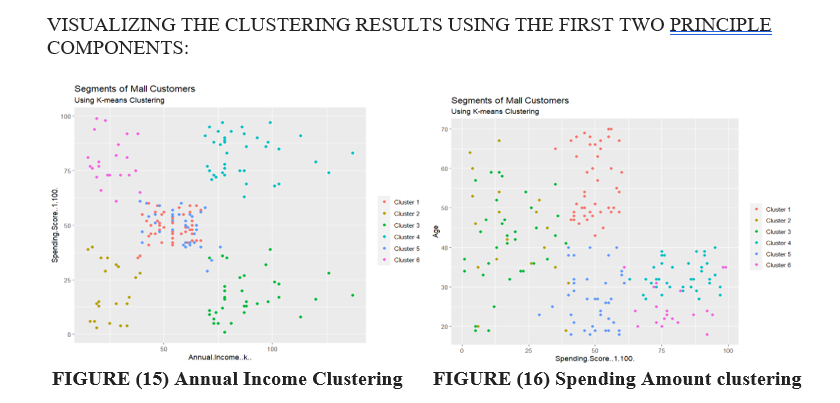 VISUALIZING THE CLUSTERING RESULTS USING THE FIRST TWO PRINCIPLE
COMPONENTS:
Segments of Mall Customers
Using K-means Clustering
100
75
50
25
0
Spending.Score..1.100.
50
100
Annual.Income..k..
Cluster 1
Cluster 2
Cluster 3
Cluster 4
Cluster 5
Cluster 6
FIGURE (15) Annual Income Clustering
Segments of Mall Customers
Using K-means Clustering
70
60
50
40
30
20
Age
0
25
50
75
100
Spending.Score..1.100.
Cluster 1
Cluster 2
Cluster 3
Cluster 4
Cluster 5
Cluster 6
FIGURE (16) Spending Amount clustering